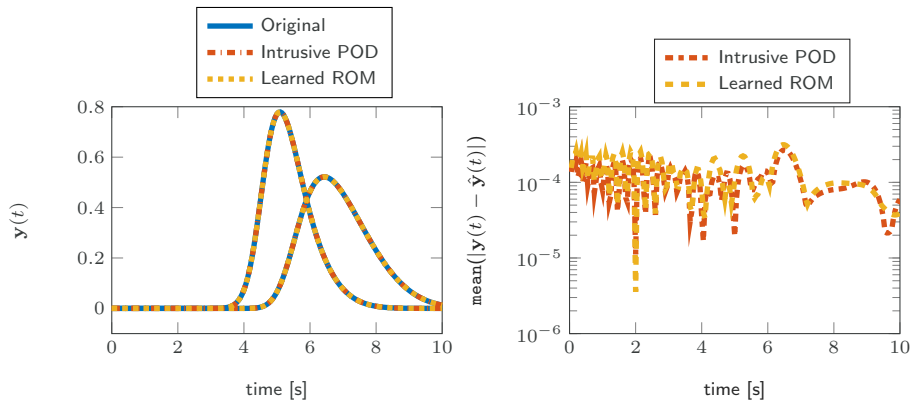 Original
Intrusive POD
Learned ROM
0.8
0.6
0.4
0.2
0
0 2 4 6 8 10
y(t)
time [s]
Intrusive POD
Learned ROM
10⁻³
10⁻⁴
10⁻⁵
10⁻⁶
0 2 4 6 8 10
mean(|y(t) − ŷ(t)|)
time [s]